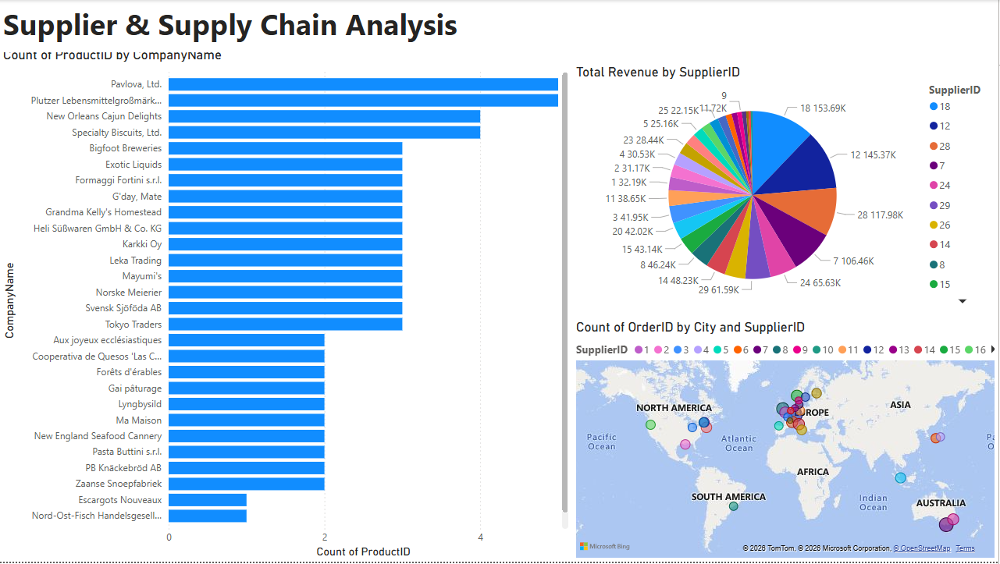 Supplier & Supply Chain Analysis
Count of ProductID by CompanyName
CompanyName
Pavlova, Ltd.
Plutzer Lebensmittelgroßmärk...
New Orleans Cajun Delights
Specialty Biscuits, Ltd.
Bigfoot Breweries
Exotic Liquids
Formaggi Fortini s.r.l.
G'day, Mate
Grandma Kelly's Homestead
Heli Süßwaren GmbH & Co. KG
Karkki Oy
Leka Trading
Mayumi's
Norske Meierier
Svensk Sjöföda AB
Tokyo Traders
Aux joyeux ecclésiastiques
Cooperativa de Quesos 'Las C...
Forêts d'érables
Gai pâturage
Lyngbysild
Ma Maison
New England Seafood Cannery
Pasta Buttini s.r.l.
PB Knäckebröd AB
Zaanse Snoepfabriek
Escargots Nouveaux
Nord-Ost-Fisch Handelsgesell...
0 2 4
Count of ProductID
Total Revenue by SupplierID
18 153.69K
12 145.37K
28 117.98K
7 106.46K
24 65.63K
29 61.59K
14 48.23K
8 46.24K
15 43.14K
20 42.02K
3 41.95K
11 38.65K
1 32.19K
2 31.17K
4 30.53K
23 28.44K
5 25.16K
25 22.15K
9 11.72K
SupplierID
18
12
28
7
24
29
26
14
8
15
Count of OrderID by City and SupplierID
SupplierID 1 2 3 4 5 6 7 8 9 10 11 12 13 14 15 16
NORTH AMERICA
EUROPE
ASIA
Pacific Ocean
Atlantic Ocean
AFRICA
SOUTH AMERICA
Indian Ocean
AUSTRALIA
Microsoft Bing
© 2026 TomTom, © 2026 Microsoft Corporation, © OpenStreetMap Terms